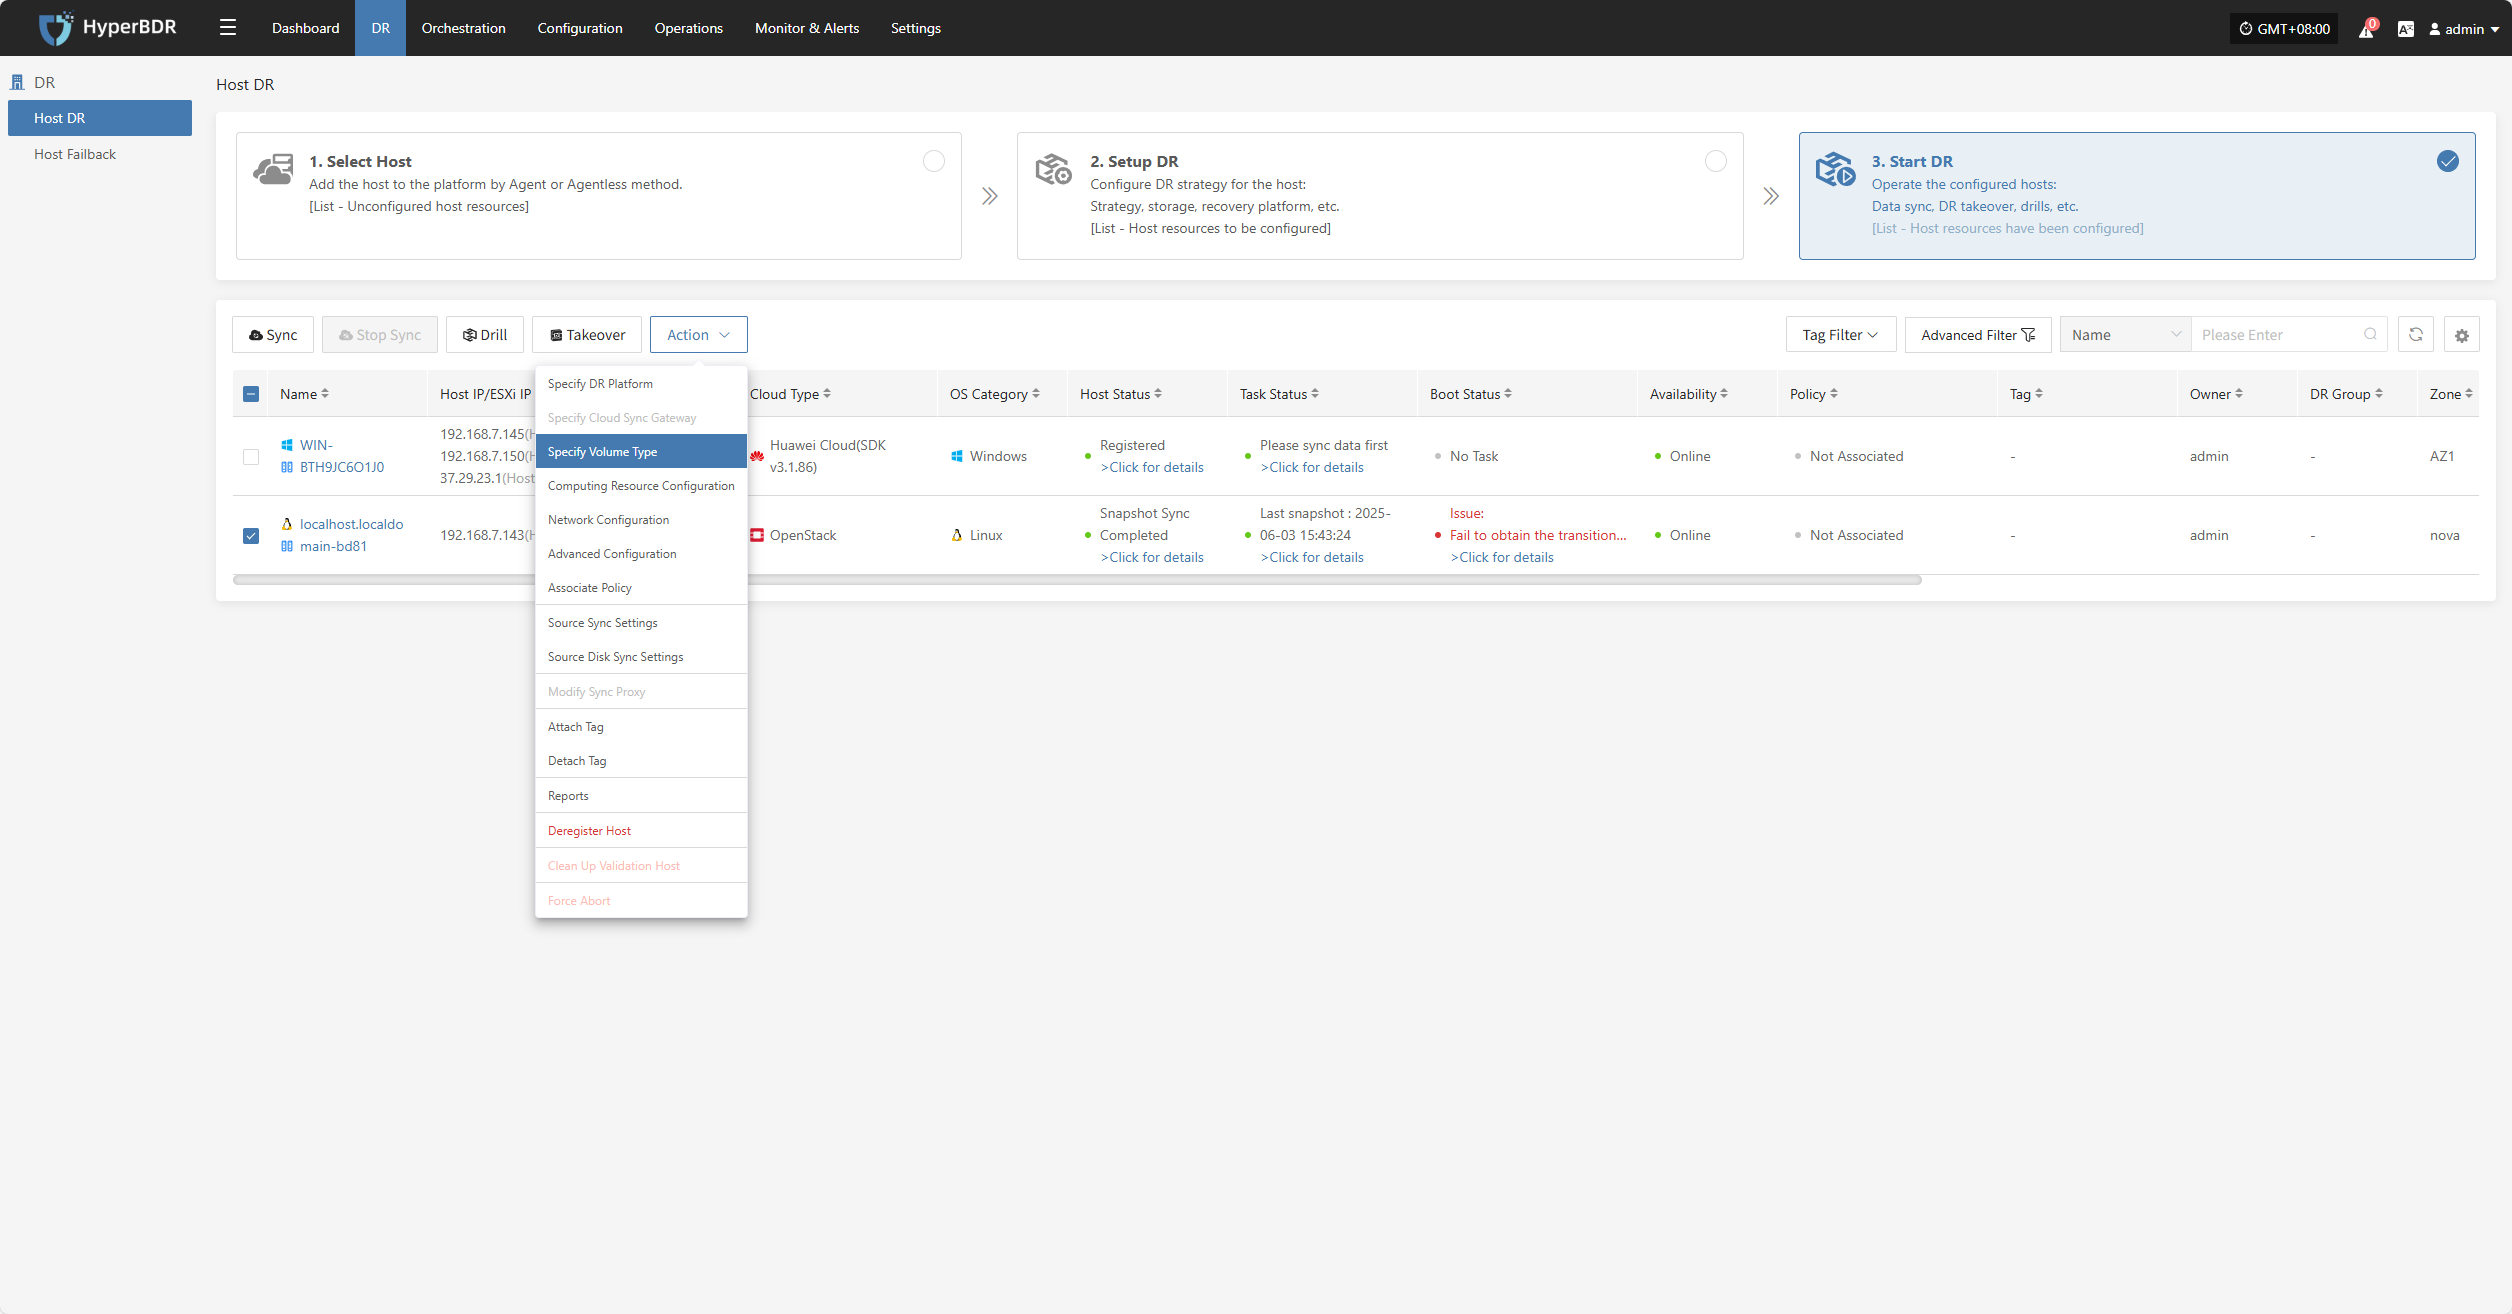 HyperBDR
Dashboard
DR
Orchestration
Configuration
Operations
Monitor & Alerts
Settings
GMT+08:00
0
admin
DR
Host DR
Host Failback
Host DR
1. Select Host
Add the host to the platform by Agent or Agentless method.
[List - Unconfigured host resources]
2. Setup DR
Configure DR strategy for the host:
Strategy, storage, recovery platform, etc.
[List - Host resources to be configured]
3. Start DR
Operate the configured hosts:
Data sync, DR takeover, drills, etc.
[List - Host resources have been configured]
Sync
Stop Sync
Drill
Takeover
Action
Tag Filter
Advanced Filter
Name
Please Enter
Name
Host IP/ESXi IP
Cloud Type
OS Category
Host Status
Task Status
Boot Status
Availability
Policy
Tag
Owner
DR Group
Zone
WIN-
BTH9JC6O1J0
192.168.7.145(H
192.168.7.150(H
37.29.23.1(Host
Huawei Cloud(SDK
v3.1.86)
Windows
Registered
>Click for details
Please sync data first
>Click for details
No Task
Online
Not Associated
-
admin
-
AZ1
localhost.localdo
main-bd81
192.168.7.143(H
OpenStack
Linux
Snapshot Sync
Completed
>Click for details
Last snapshot : 2025-
06-03 15:43:24
>Click for details
Issue:
Fail to obtain the transition...
>Click for details
Online
Not Associated
-
admin
-
nova
Specify DR Platform
Specify Cloud Sync Gateway
Specify Volume Type
Computing Resource Configuration
Network Configuration
Advanced Configuration
Associate Policy
Source Sync Settings
Source Disk Sync Settings
Modify Sync Proxy
Attach Tag
Detach Tag
Reports
Deregister Host
Clean Up Validation Host
Force Abort